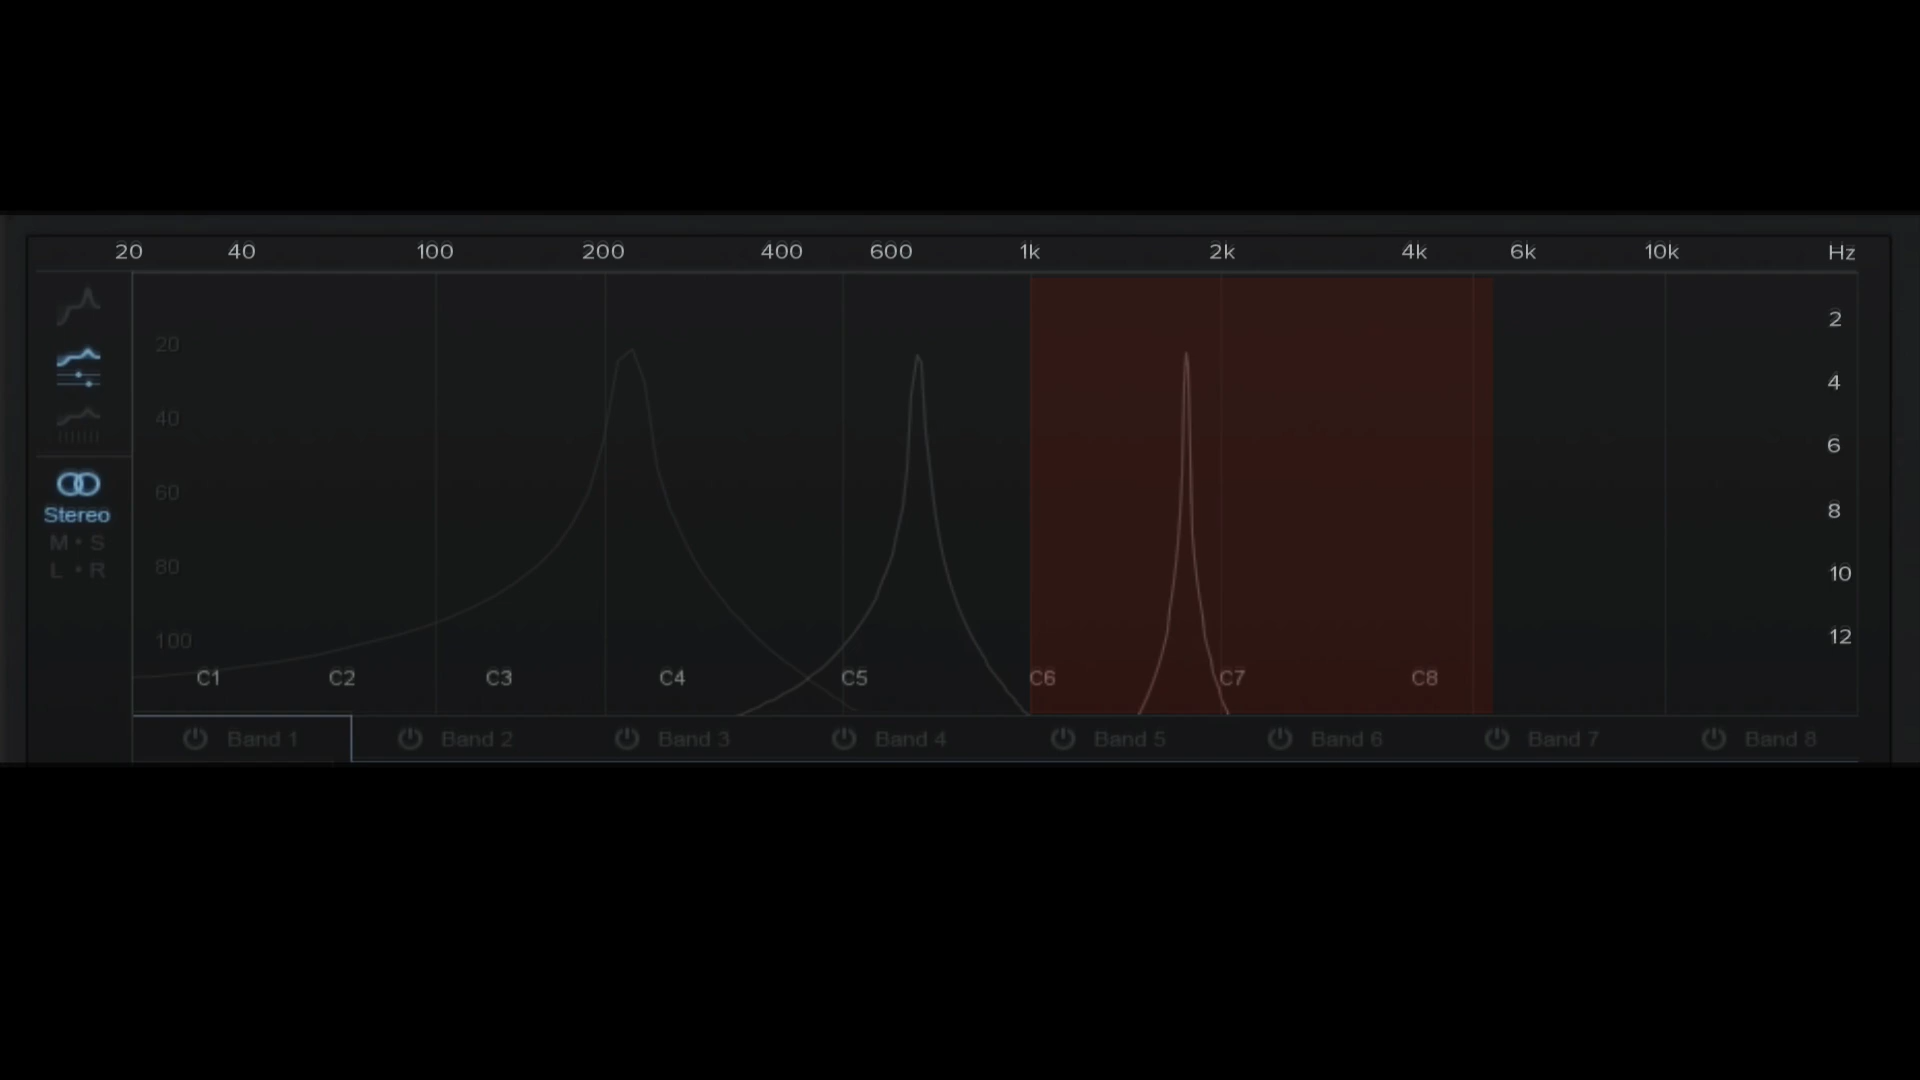 20 40 100 200 400 600 1k 2k 4k 6k 10k Hz
20 2
40 4
60 6
Stereo 8
M • S
L • R
80 10
100 12
C1 C2 C3 C4 C5 C6 C7 C8
Band 1 Band 2 Band 3 Band 4 Band 5 Band 6 Band 7 Band 8